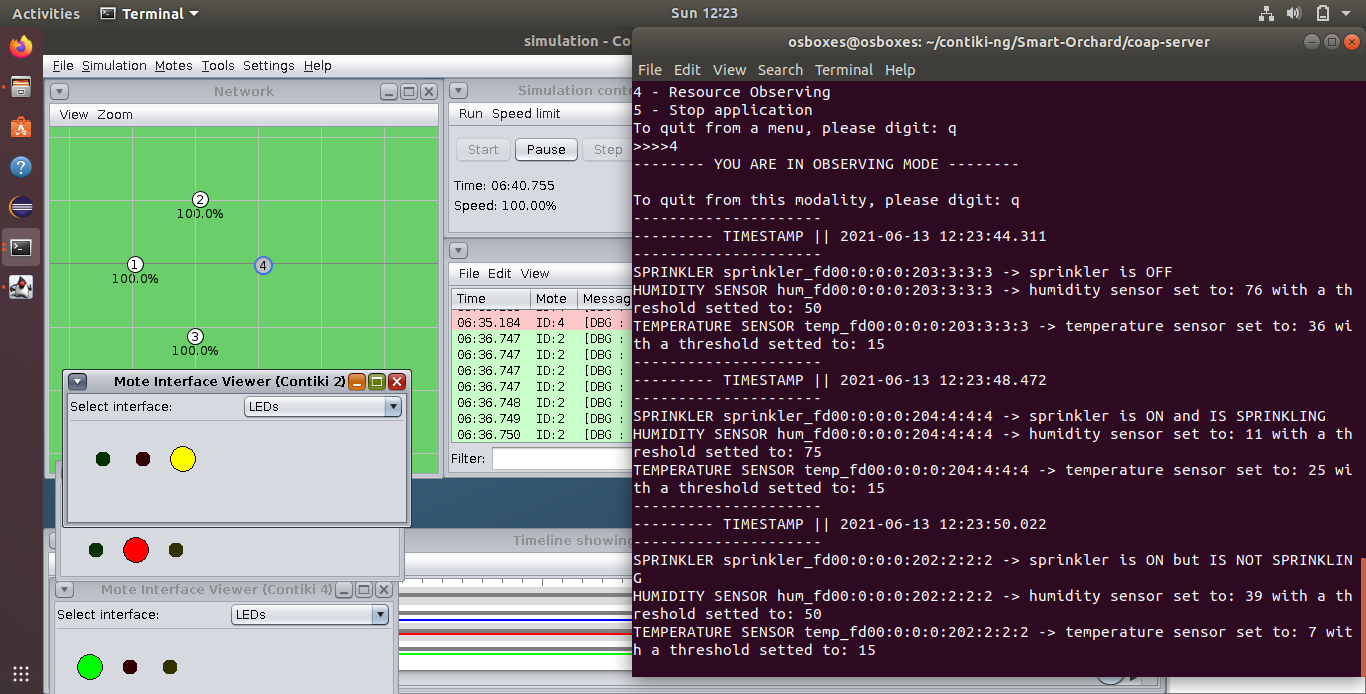 Activities
Terminal
Sun 12:23
simulation - Co
File Simulation Motes Tools Settings Help
Network
View Zoom
2
100.0%
1
100.0%
4
3
100.0%
Simulation contr
Run Speed limit
Start Pause Step
Time: 06:40.755
Speed: 100.00%
File Edit View
Time Mote Messag
06:35.184 ID:4 [DBG :
06:36.747 ID:2 [DBG :
06:36.747 ID:2 [DBG :
06:36.747 ID:2 [DBG :
06:36.747 ID:2 [DBG :
06:36.748 ID:2 [DBG :
06:36.749 ID:2 [DBG :
06:36.750 ID:2 [DBG :
Filter:
Mote Interface Viewer (Contiki 2)
Select interface: LEDs
Timeline showing
Mote Interface Viewer (Contiki 4)
Select interface: LEDs
osboxes@osboxes: ~/contiki-ng/Smart-Orchard/coap-server
File Edit View Search Terminal Help
4 - Resource Observing
5 - Stop application
To quit from a menu, please digit: q
>>>>4
-------- YOU ARE IN OBSERVING MODE --------
To quit from this modality, please digit: q
---------------------
--------- TIMESTAMP || 2021-06-13 12:23:44.311
---------------------
SPRINKLER sprinkler_fd00:0:0:0:203:3:3:3 -> sprinkler is OFF
HUMIDITY SENSOR hum_fd00:0:0:0:203:3:3:3 -> humidity sensor set to: 76 with a th
reshold setted to: 50
TEMPERATURE SENSOR temp_fd00:0:0:0:203:3:3:3 -> temperature sensor set to: 36 wi
th a threshold setted to: 15
---------------------
--------- TIMESTAMP || 2021-06-13 12:23:48.472
---------------------
SPRINKLER sprinkler_fd00:0:0:0:204:4:4:4 -> sprinkler is ON and IS SPRINKLING
HUMIDITY SENSOR hum_fd00:0:0:0:204:4:4:4 -> humidity sensor set to: 11 with a th
reshold setted to: 75
TEMPERATURE SENSOR temp_fd00:0:0:0:204:4:4:4 -> temperature sensor set to: 25 wi
th a threshold setted to: 15
---------------------
--------- TIMESTAMP || 2021-06-13 12:23:50.022
---------------------
SPRINKLER sprinkler_fd00:0:0:0:202:2:2:2 -> sprinkler is ON but IS NOT SPRINKLIN
G
HUMIDITY SENSOR hum_fd00:0:0:0:202:2:2:2 -> humidity sensor set to: 39 with a th
reshold setted to: 50
TEMPERATURE SENSOR temp_fd00:0:0:0:202:2:2:2 -> temperature sensor set to: 7 wit
h a threshold setted to: 15